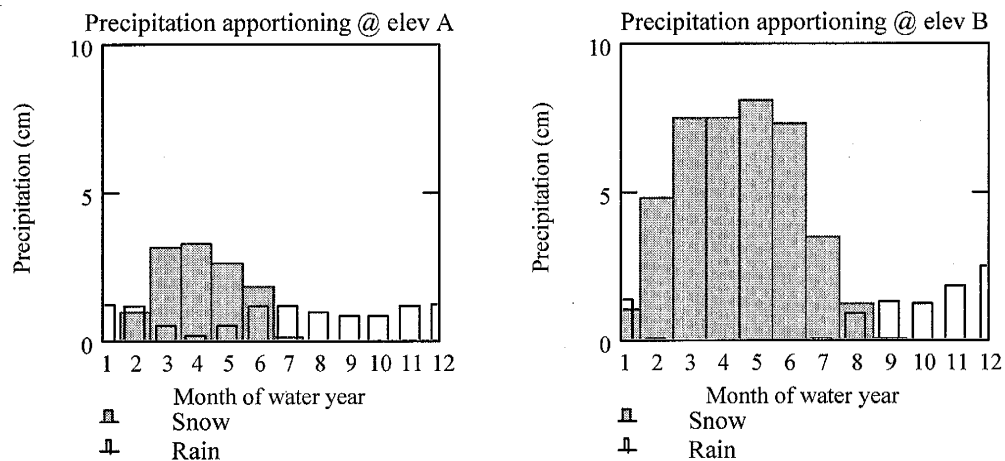 Precipitation apportioning @ elev A
10
5
0
Precipitation (cm)
1 2 3 4 5 6 7 8 9 10 11 12
Month of water year
Snow
Rain
Precipitation apportioning @ elev B
10
5
0
Precipitation (cm)
1 2 3 4 5 6 7 8 9 10 11 12
Month of water year
Snow
Rain